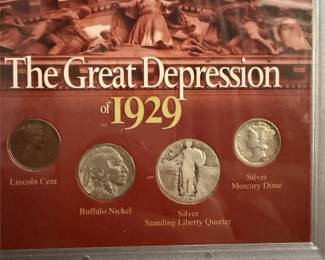 The Great Depression
of 1929
Lincoln Cent
Buffalo Nickel
Silver
Standing Liberty Quarter
Silver
Mercury Dime